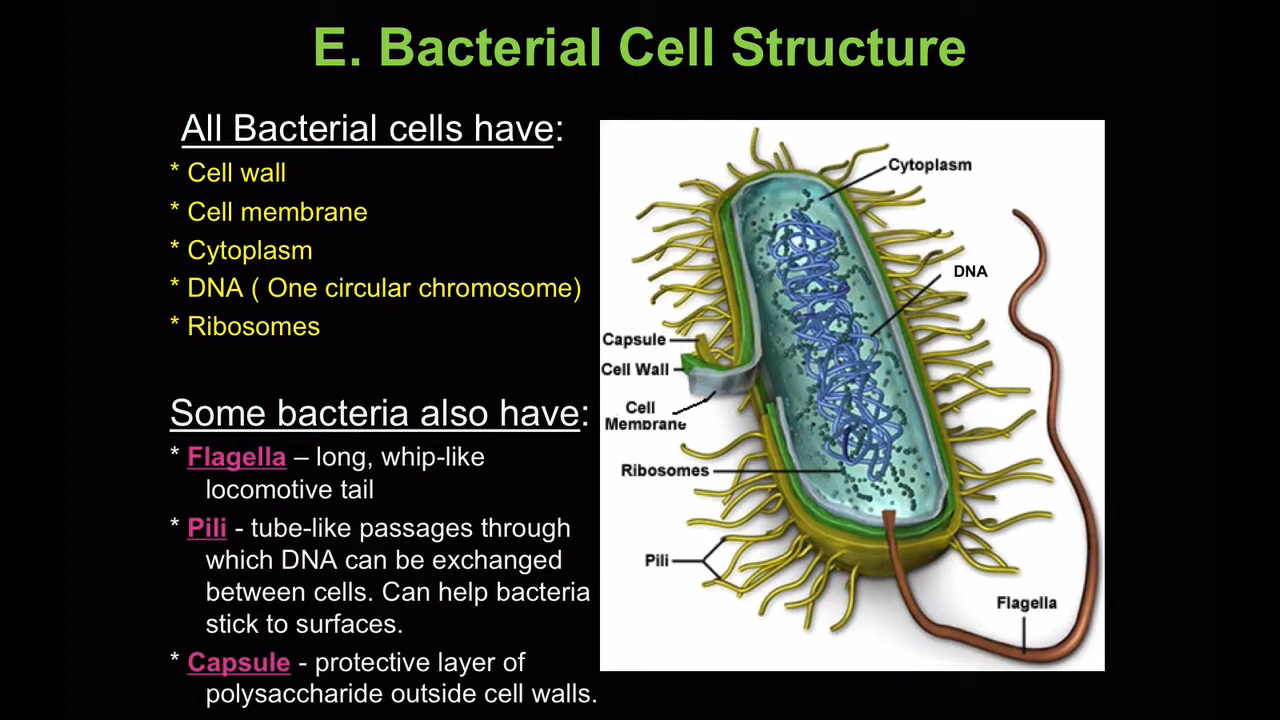 E. Bacterial Cell Structure
All Bacterial cells have:
* Cell wall
* Cell membrane
* Cytoplasm
* DNA ( One circular chromosome)
* Ribosomes
Some bacteria also have:
* Flagella – long, whip-like
locomotive tail
* Pili - tube-like passages through
which DNA can be exchanged
between cells. Can help bacteria
stick to surfaces.
* Capsule - protective layer of
polysaccharide outside cell walls.
Cytoplasm
DNA
Capsule
Cell Wall
Cell
Membrane
Ribosomes
Pili
Flagella